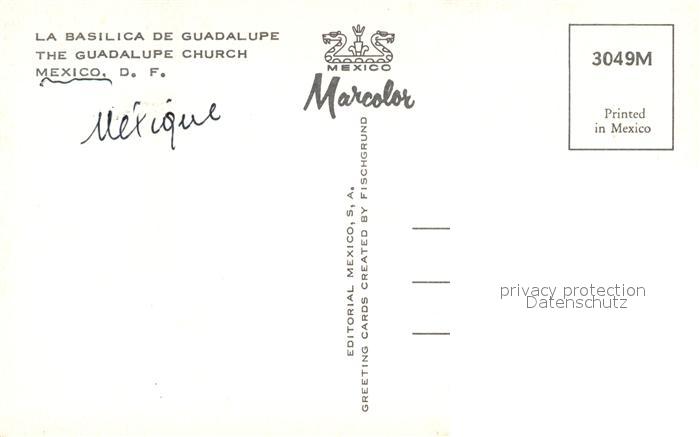 LA BASILICA DE GUADALUPE
THE GUADALUPE CHURCH
MEXICO, D. F.
Méxique
MEXICO
Marcolor
EDITORIAL MEXICO, S. A.
GREETING CARDS CREATED BY FISCHGRUND
3049M
Printed
in Mexico
privacy protection
Datenschutz